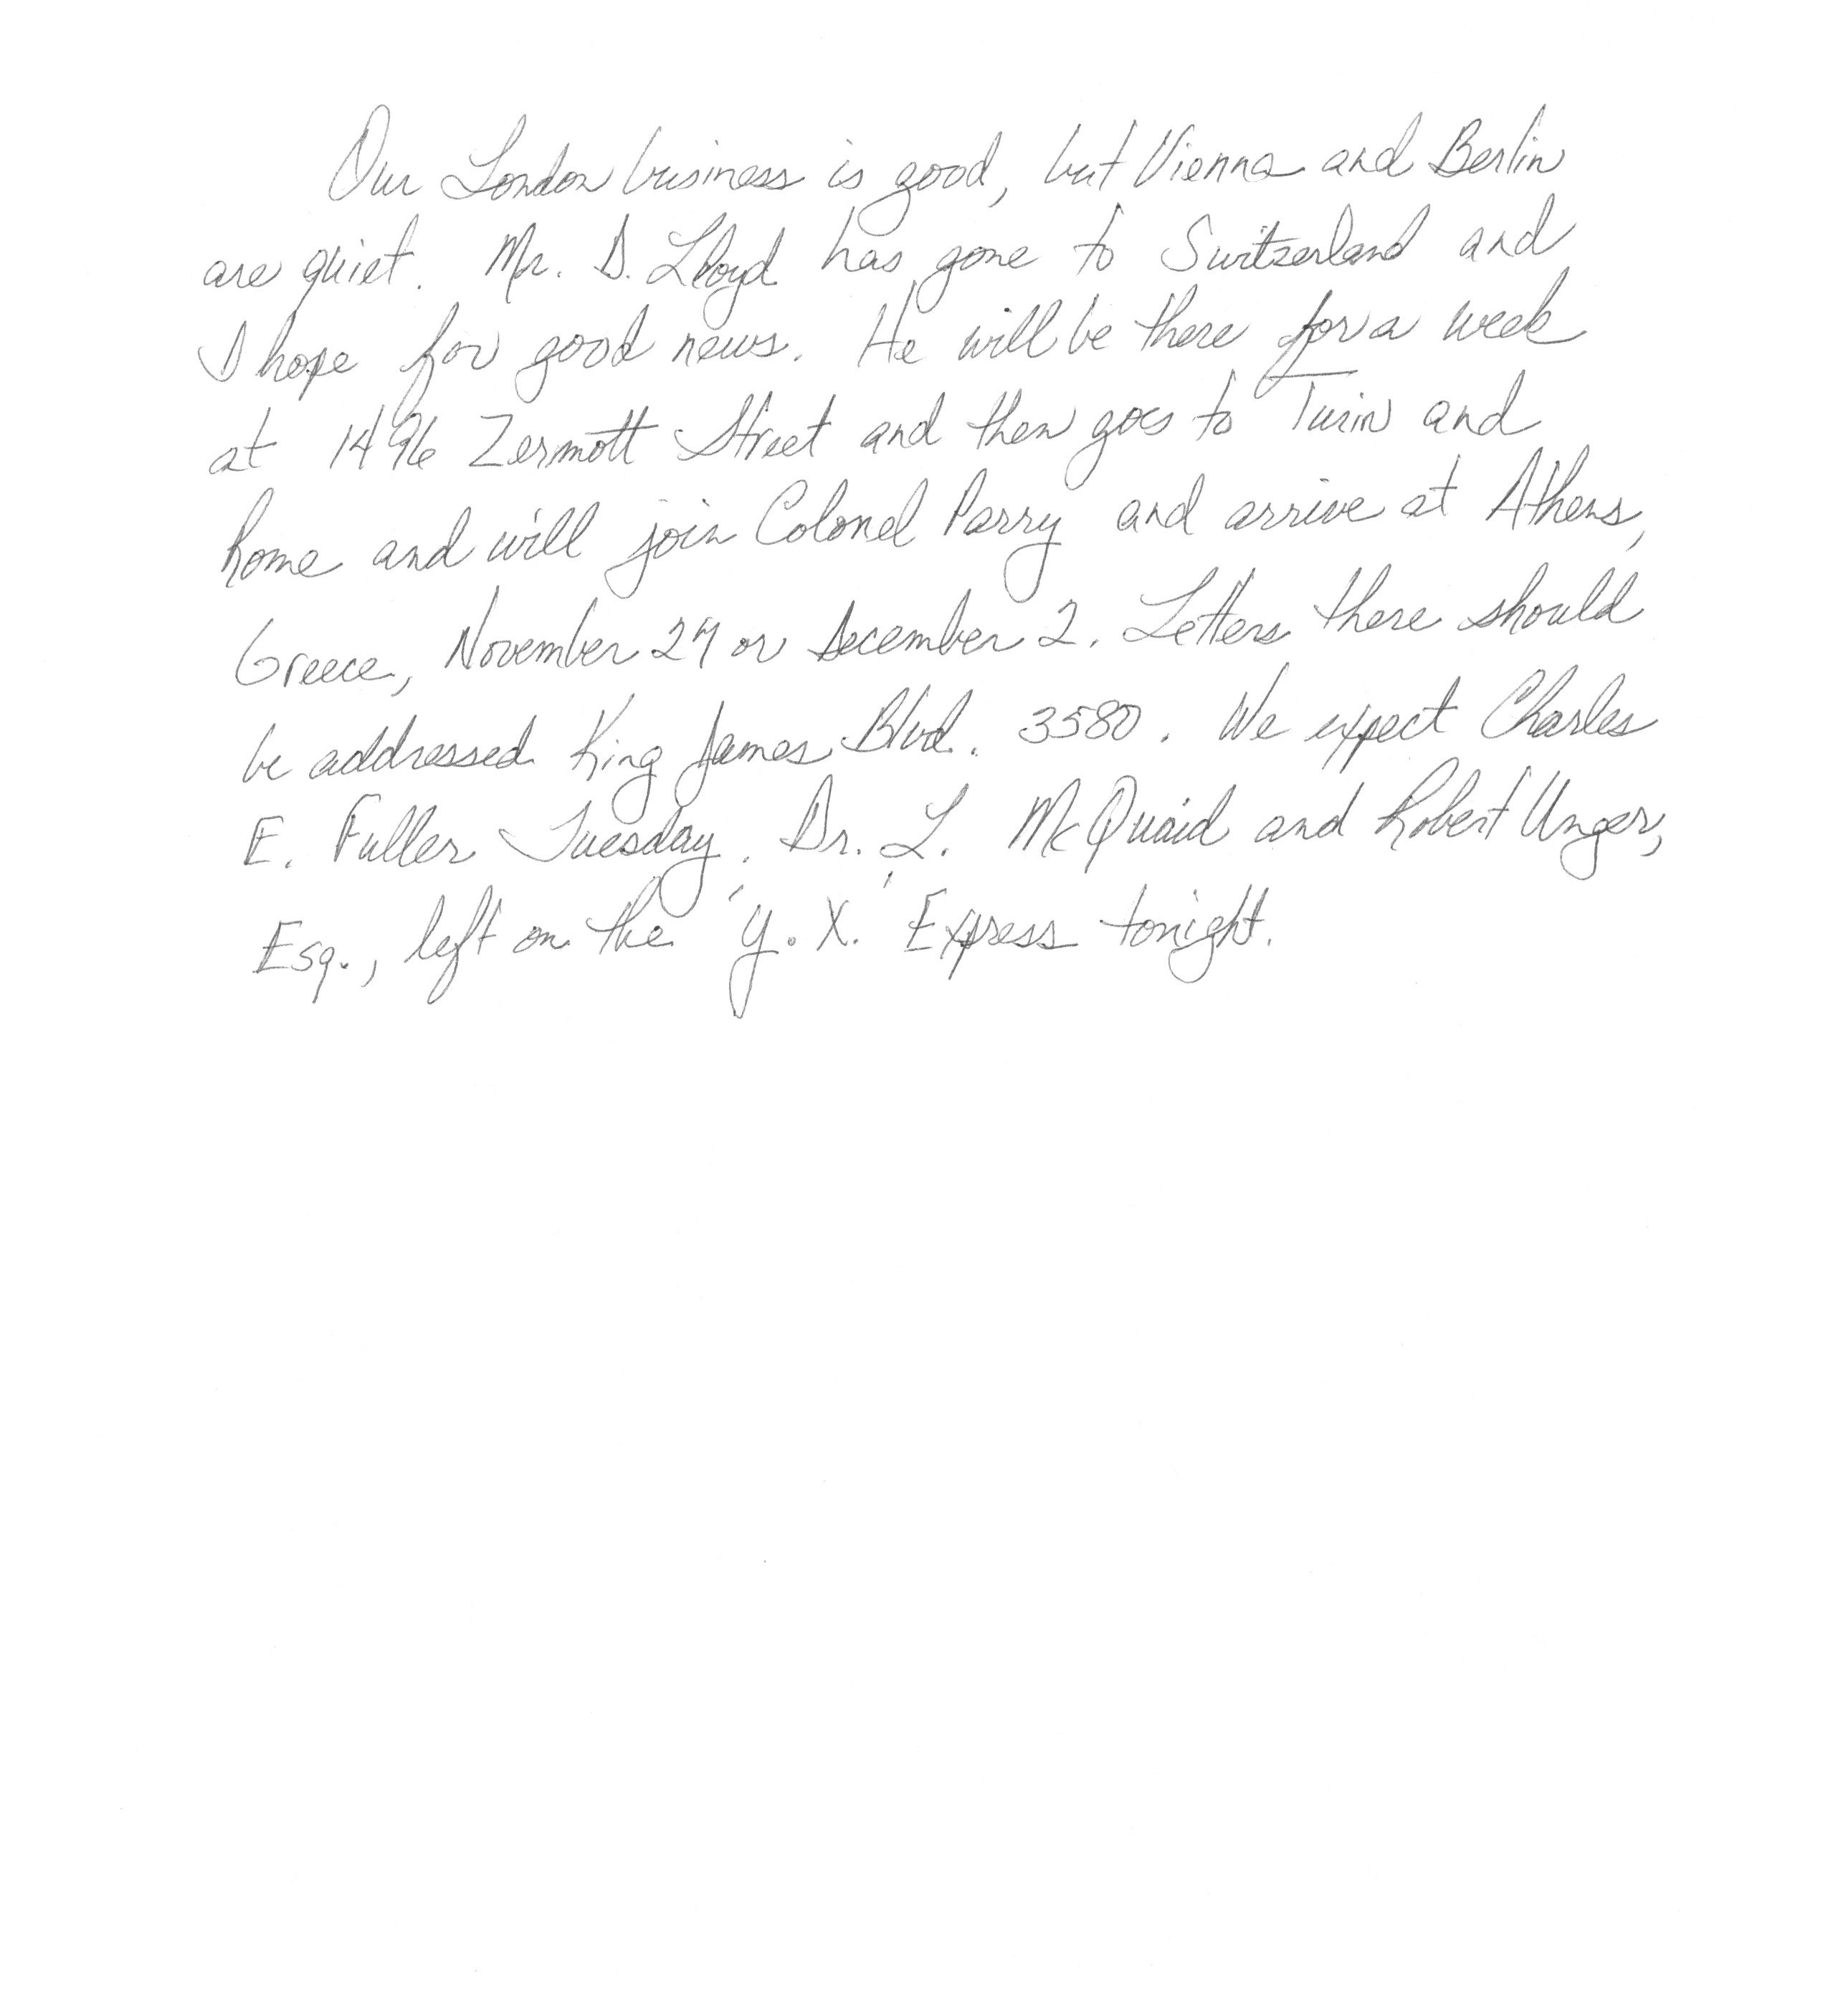 Our London business is good, but Vienna and Berlin
are quiet. Mr. D. Lloyd has gone to Switzerland and
I hope for good news. He will be there for a week
at 1496 Zermott Street and then goes to Turin and
Rome and will join Colonel Parry and arrive at Athens,
Greece, November 27 or December 2. Letters there should
be addressed King James Blvd. 3580. We expect Charles
E. Fuller Tuesday. Dr. L. McQuaid and Robert Unger,
Esq., left on the 'Y. X.' Express tonight.